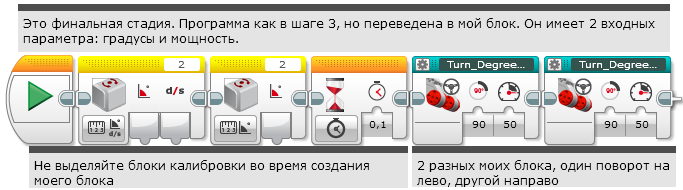 Это финальная стадия. Программа как в шаге 3, но переведена в мой блок. Он имеет 2 входных
параметра: градусы и мощность.
2
2
Turn_Degree...
Turn_Degree...
d/s
d/s
90°
90°
0,1
90
50
90
50
Не выделяйте блоки калибровки во время создания
моего блока
2 разных моих блока, один поворот на
лево, другой направо